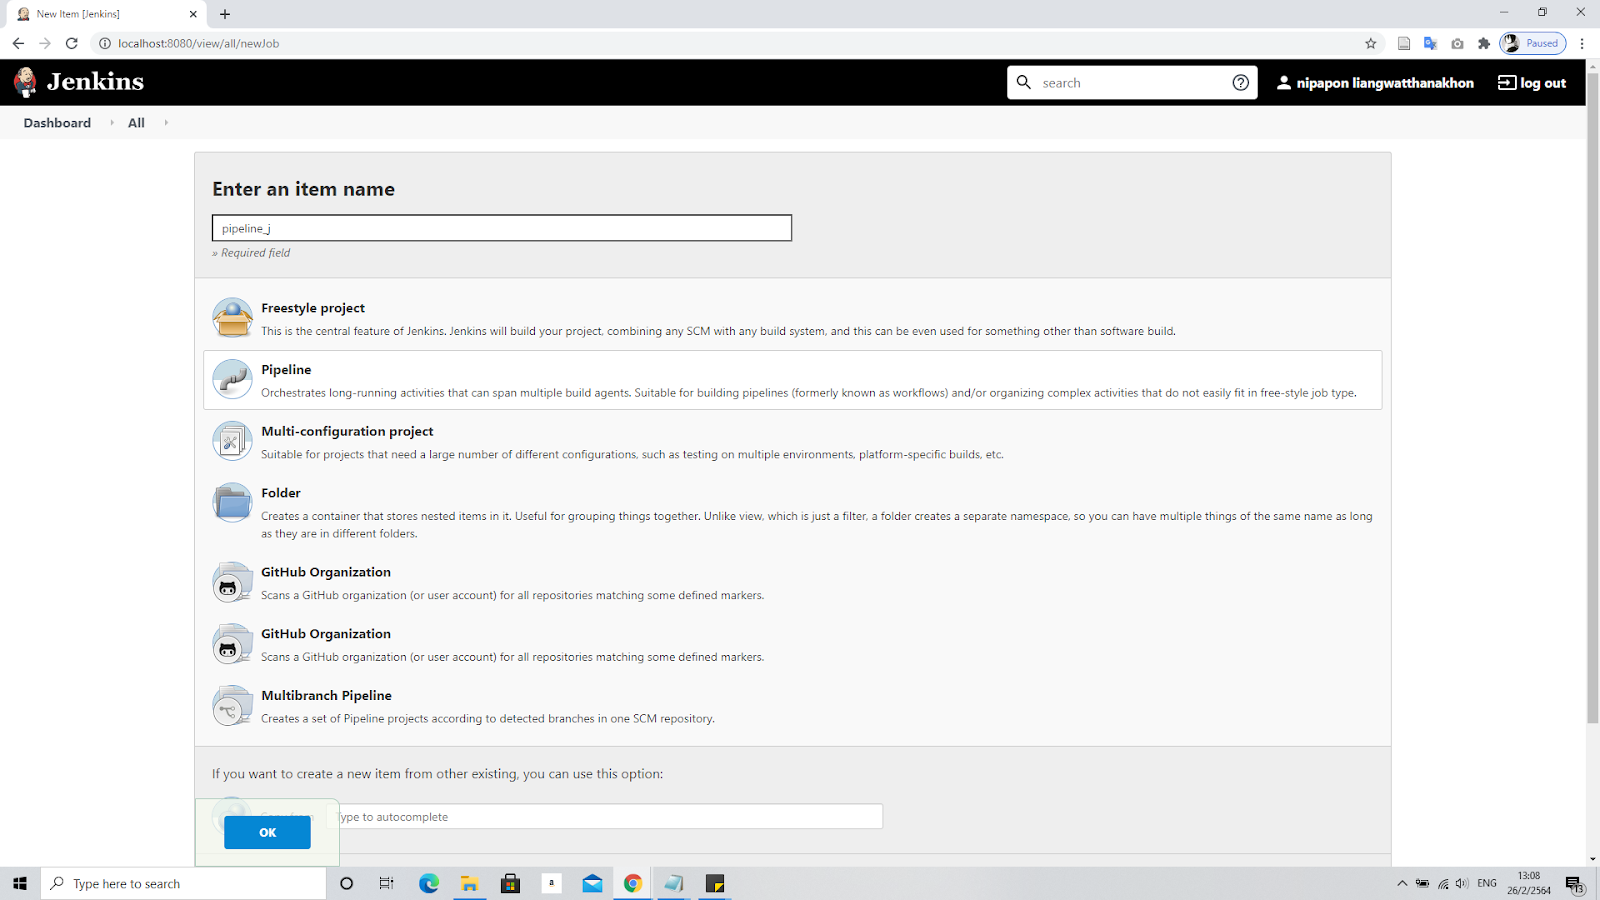 New Item [Jenkins]
localhost:8080/view/all/newJob
Paused
Jenkins
search
nipapon liangwatthanakhon
log out
Dashboard
All
Enter an item name
pipeline_j
» Required field
Freestyle project
This is the central feature of Jenkins. Jenkins will build your project, combining any SCM with any build system, and this can be even used for something other than software build.
Pipeline
Orchestrates long-running activities that can span multiple build agents. Suitable for building pipelines (formerly known as workflows) and/or organizing complex activities that do not easily fit in free-style job type.
Multi-configuration project
Suitable for projects that need a large number of different configurations, such as testing on multiple environments, platform-specific builds, etc.
Folder
Creates a container that stores nested items in it. Useful for grouping things together. Unlike view, which is just a filter, a folder creates a separate namespace, so you can have multiple things of the same name as long
as they are in different folders.
GitHub Organization
Scans a GitHub organization (or user account) for all repositories matching some defined markers.
GitHub Organization
Scans a GitHub organization (or user account) for all repositories matching some defined markers.
Multibranch Pipeline
Creates a set of Pipeline projects according to detected branches in one SCM repository.
If you want to create a new item from other existing, you can use this option:
Type to autocomplete
OK
Type here to search
a
ENG
13:08
26/2/2564
13